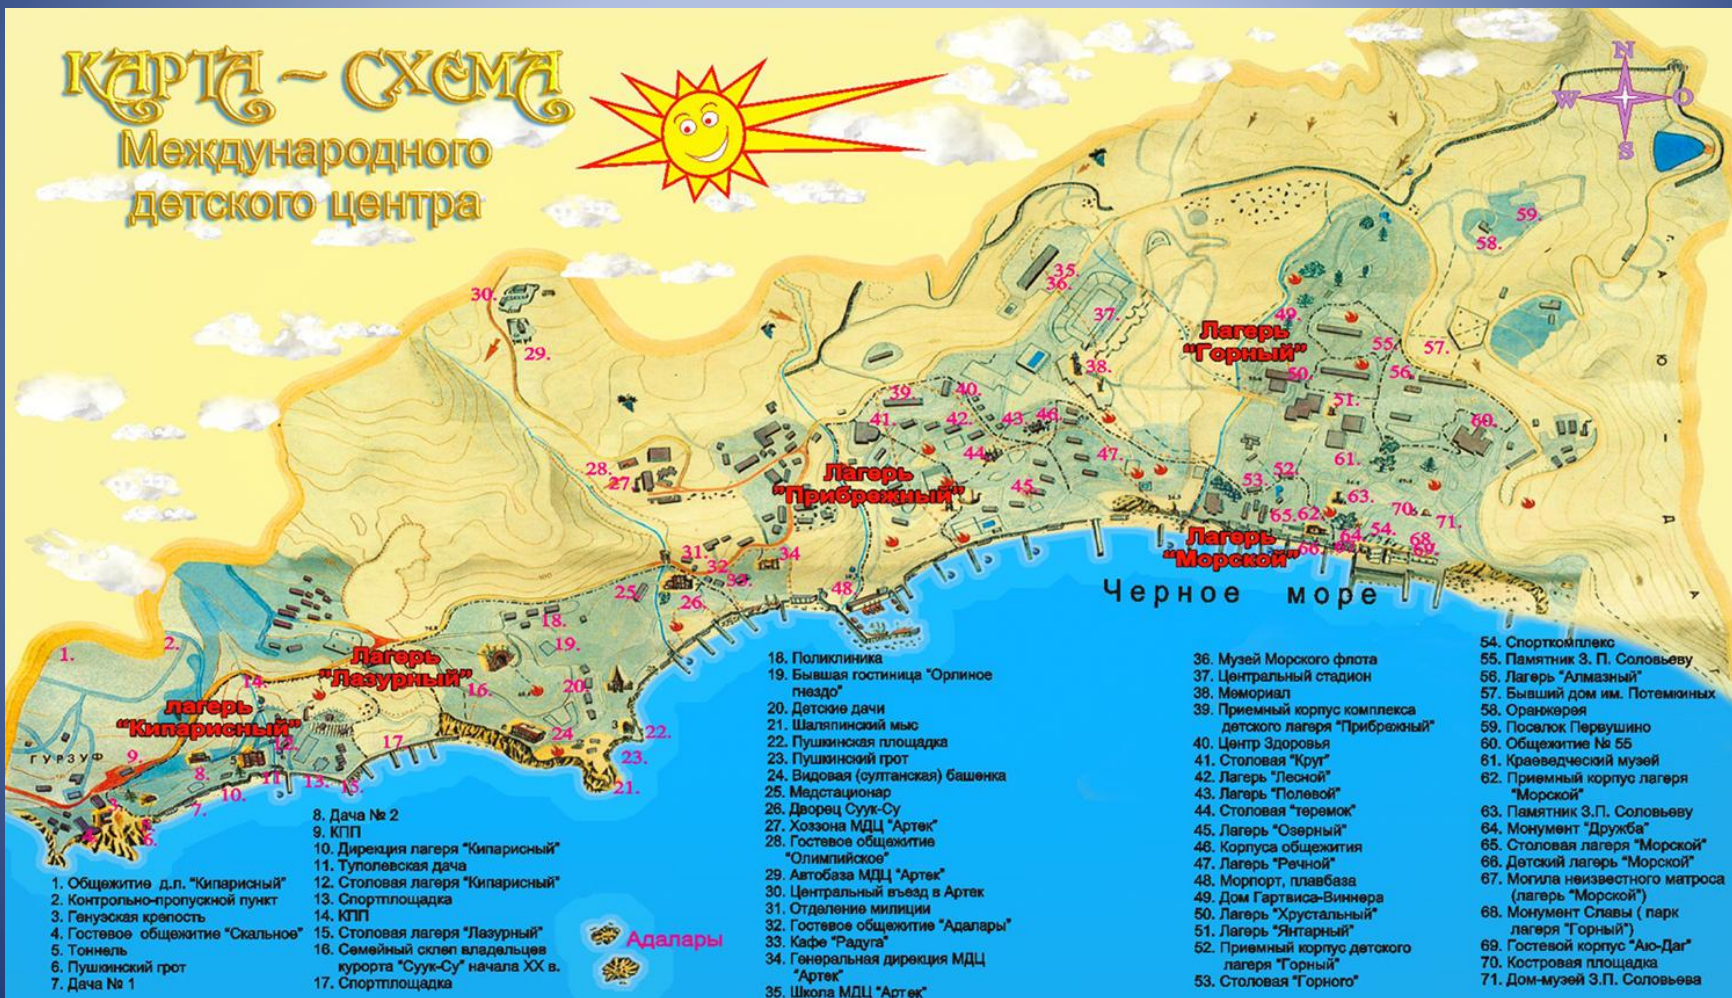 КАРТА ~ СХЕМА
Международного
детского центра
N
W
O
S
Лагерь
"Горный"
Лагерь
"Прибрежный"
Лагерь
"Морской"
Лагерь
"Лазурный"
лагерь
"Кипарисный"
ГУРЗУФ
Черное море
Адалары
1. Общежитие д.л. "Кипарисный"
2. Контрольно-пропускной пункт
3. Генуэзская крепость
4. Гостевое общежитие "Скальное"
5. Тоннель
6. Пушкинский грот
7. Дача № 1
8. Дача № 2
9. КПП
10. Дирекция лагеря "Кипарисный"
11. Туполевская дача
12. Столовая лагеря "Кипарисный"
13. Спортплощадка
14. КПП
15. Столовая лагеря "Лазурный"
16. Семейный склеп владельцев
курорта "Суук-Су" начала XX в.
17. Спортплощадка
18. Поликлиника
19. Бывшая гостиница "Орлиное
гнездо"
20. Детские дачи
21. Шаляпинский мыс
22. Пушкинская площадка
23. Пушкинский грот
24. Видовая (султанская) башенка
25. Медстационар
26. Дворец Суук-Су
27. Хоззона МДЦ "Артек"
28. Гостевое общежитие
"Олимпийское"
29. Автобаза МДЦ "Артек"
30. Центральный въезд в Артек
31. Отделение милиции
32. Гостевое общежитие "Адалары"
33. Кафе "Радуга"
34. Генеральная дирекция МДЦ
"Артек"
35. Школа МДЦ "Артек"
36. Музей Морского флота
37. Центральный стадион
38. Мемориал
39. Приемный корпус комплекса
детского лагеря "Прибрежный"
40. Центр Здоровья
41. Столовая "Круг"
42. Лагерь "Лесной"
43. Лагерь "Полевой"
44. Столовая "теремок"
45. Лагерь "Озерный"
46. Корпуса общежития
47. Лагерь "Речной"
48. Морпорт, плавбаза
49. Дом Гартвиса-Виннера
50. Лагерь "Хрустальный"
51. Лагерь "Янтарный"
52. Приемный корпус детского
лагеря "Горный"
53. Столовая "Горного"
54. Спорткомплекс
55. Памятник З. П. Соловьеву
56. Лагерь "Алмазный"
57. Бывший дом им. Потемкиных
58. Оранжерея
59. Поселок Первушино
60. Общежитие № 55
61. Краеведческий музей
62. Приемный корпус лагеря
"Морской"
63. Памятник З.П. Соловьеву
64. Монумент "Дружба"
65. Столовая лагеря "Морской"
66. Детский лагерь "Морской"
67. Могила неизвестного матроса
(лагерь "Морской")
68. Монумент Славы ( парк
лагеря "Горный")
69. Гостевой корпус "Аю-Даг"
70. Костровая площадка
71. Дом-музей З.П. Соловьева